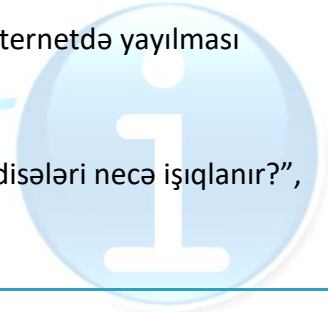 ternetdə yayılması
disələri necə işıqlanır?”,